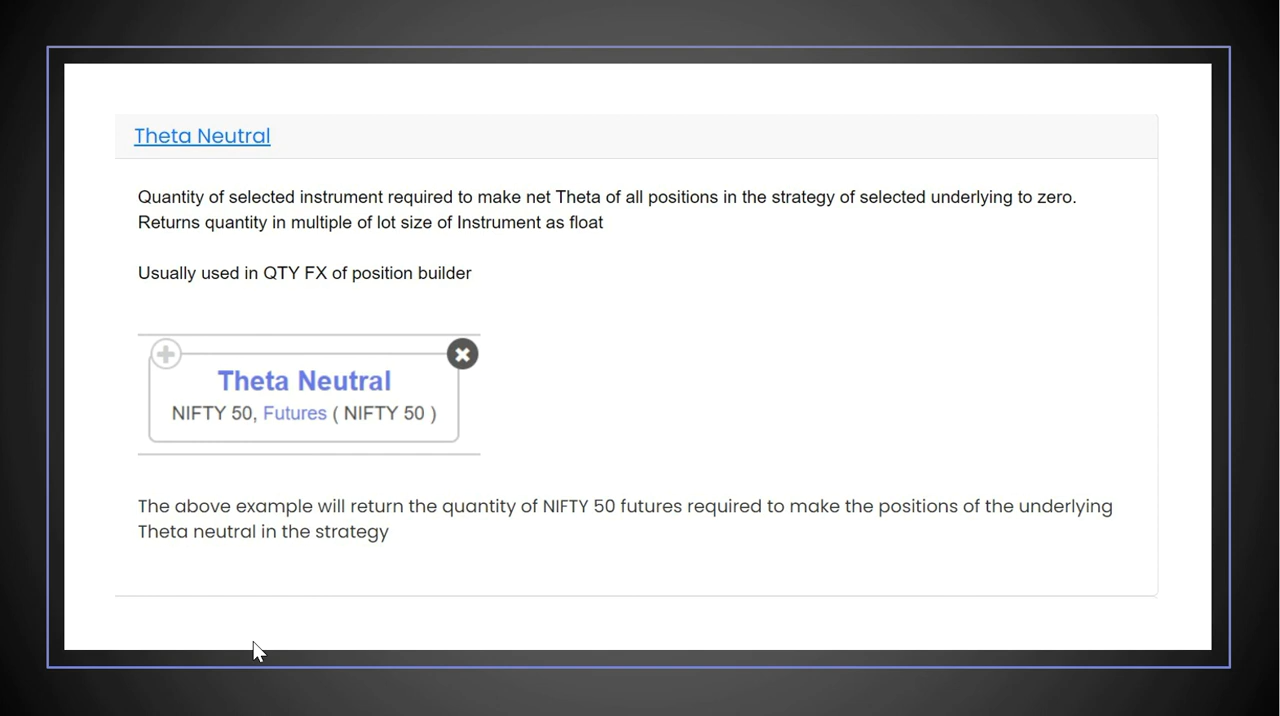 Theta Neutral
Quantity of selected instrument required to make net Theta of all positions in the strategy of selected underlying to zero.
Returns quantity in multiple of lot size of Instrument as float
Usually used in QTY FX of position builder
Theta Neutral
NIFTY 50, Futures ( NIFTY 50 )
The above example will return the quantity of NIFTY 50 futures required to make the positions of the underlying
Theta neutral in the strategy